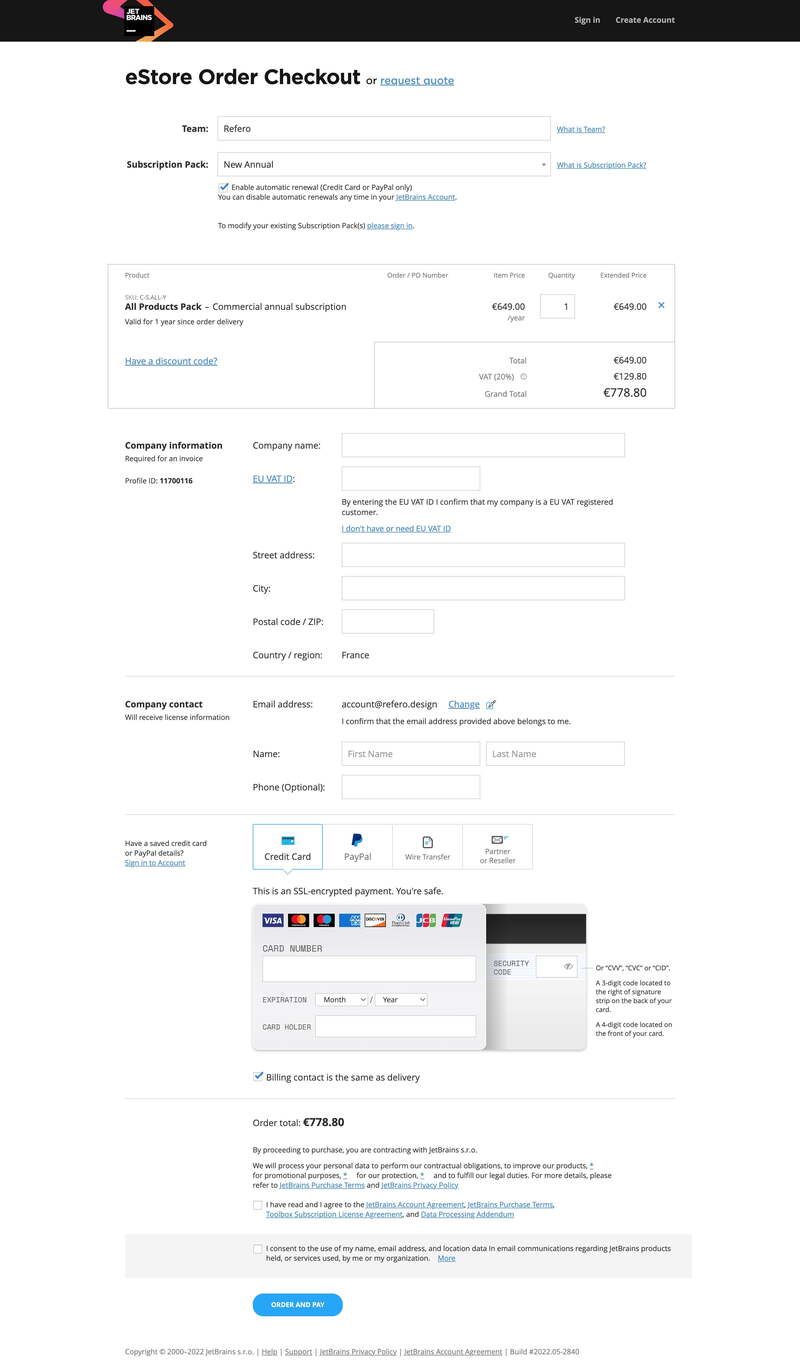 JET
BRAINS
Sign in Create Account
eStore Order Checkout or request quote
Team: Refero What is Team?
Subscription Pack: New Annual What is Subscription Pack?
Enable automatic renewal (Credit Card or PayPal only)
You can disable automatic renewals any time in your JetBrains Account.
To modify your existing Subscription Pack(s) please sign in.
Product Order / PO Number Item Price Quantity Extended Price
SKU: C-S.ALL-Y
All Products Pack – Commercial annual subscription €649.00 1 €649.00
/year
Valid for 1 year since order delivery
Have a discount code? Total €649.00
VAT (20%) €129.80
Grand Total €778.80
Company information Company name:
Required for an invoice
Profile ID: 11700116 EU VAT ID:
By entering the EU VAT ID I confirm that my company is a EU VAT registered
customer.
I don't have or need EU VAT ID
Street address:
City:
Postal code / ZIP:
Country / region: France
Company contact Email address: account@refero.design Change
Will receive license information
I confirm that the email address provided above belongs to me.
Name: First Name Last Name
Phone (Optional):
Have a saved credit card
or PayPal details?
Sign in to Account
Credit Card PayPal Wire Transfer Partner
or Reseller
This is an SSL-encrypted payment. You're safe.
VISA
DISCOVER
JCB
CARD NUMBER
SECURITY
CODE
Or “CVV”, “CVC” or “CID”.
A 3-digit code located to
the right of signature
strip on the back of your
card.
A 4-digit code located on
the front of your card.
EXPIRATION Month / Year
CARD HOLDER
Billing contact is the same as delivery
Order total: €778.80
By proceeding to purchase, you are contracting with JetBrains s.r.o.
We will process your personal data to perform our contractual obligations, to improve our products, *
for promotional purposes, * for our protection, * and to fulfill our legal duties. For more details, please
refer to JetBrains Purchase Terms and JetBrains Privacy Policy
I have read and I agree to the JetBrains Account Agreement, JetBrains Purchase Terms,
Toolbox Subscription License Agreement, and Data Processing Addendum
I consent to the use of my name, email address, and location data In email communications regarding JetBrains products
held, or services used, by me or my organization. More
ORDER AND PAY
Copyright © 2000–2022 JetBrains s.r.o. | Help | Support | JetBrains Privacy Policy | JetBrains Account Agreement | Build #2022.05-2840